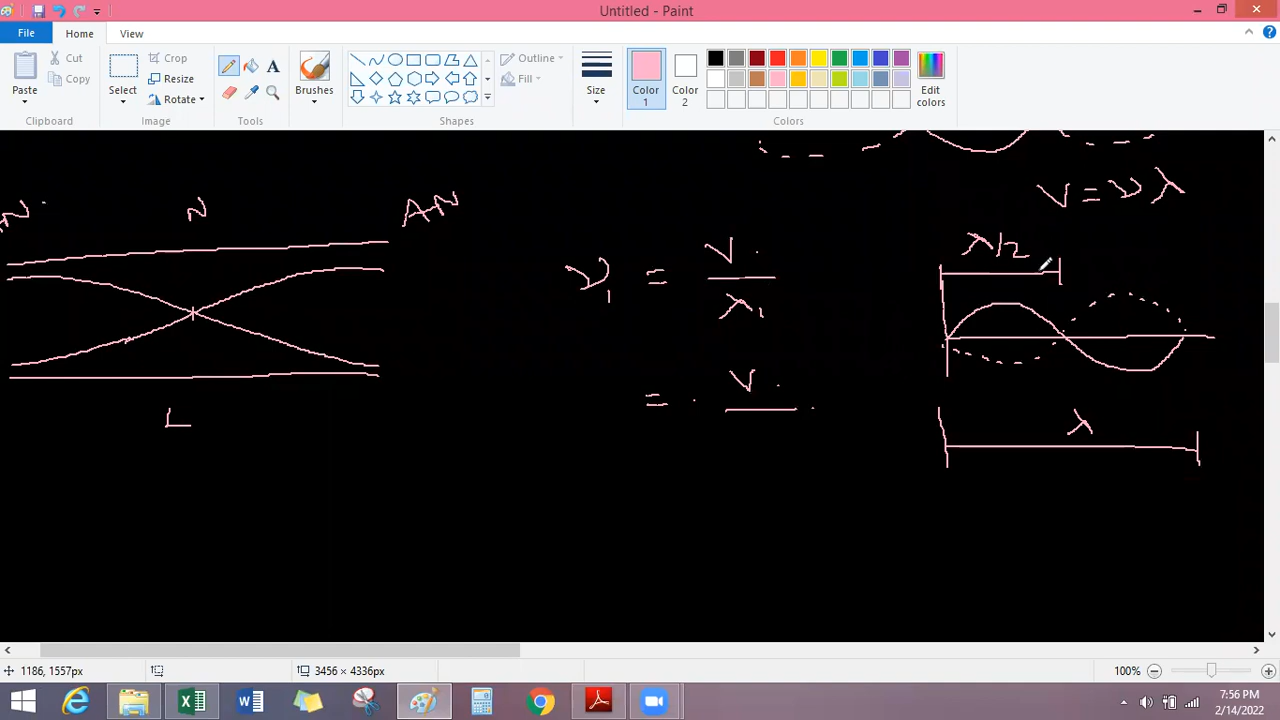 Untitled - Paint
File
Home
View
Paste
Cut
Copy
Clipboard
Select
Crop
Resize
Rotate
Image
Tools
Brushes
Outline
Fill
Shapes
Size
Color 1
Color 2
Edit colors
Colors
AN N AN
V = ν λ
λ/2
ν₁ = V / λ₁
= V
L
λ
1186, 1557px
3456 × 4336px
100%
7:56 PM
2/14/2022